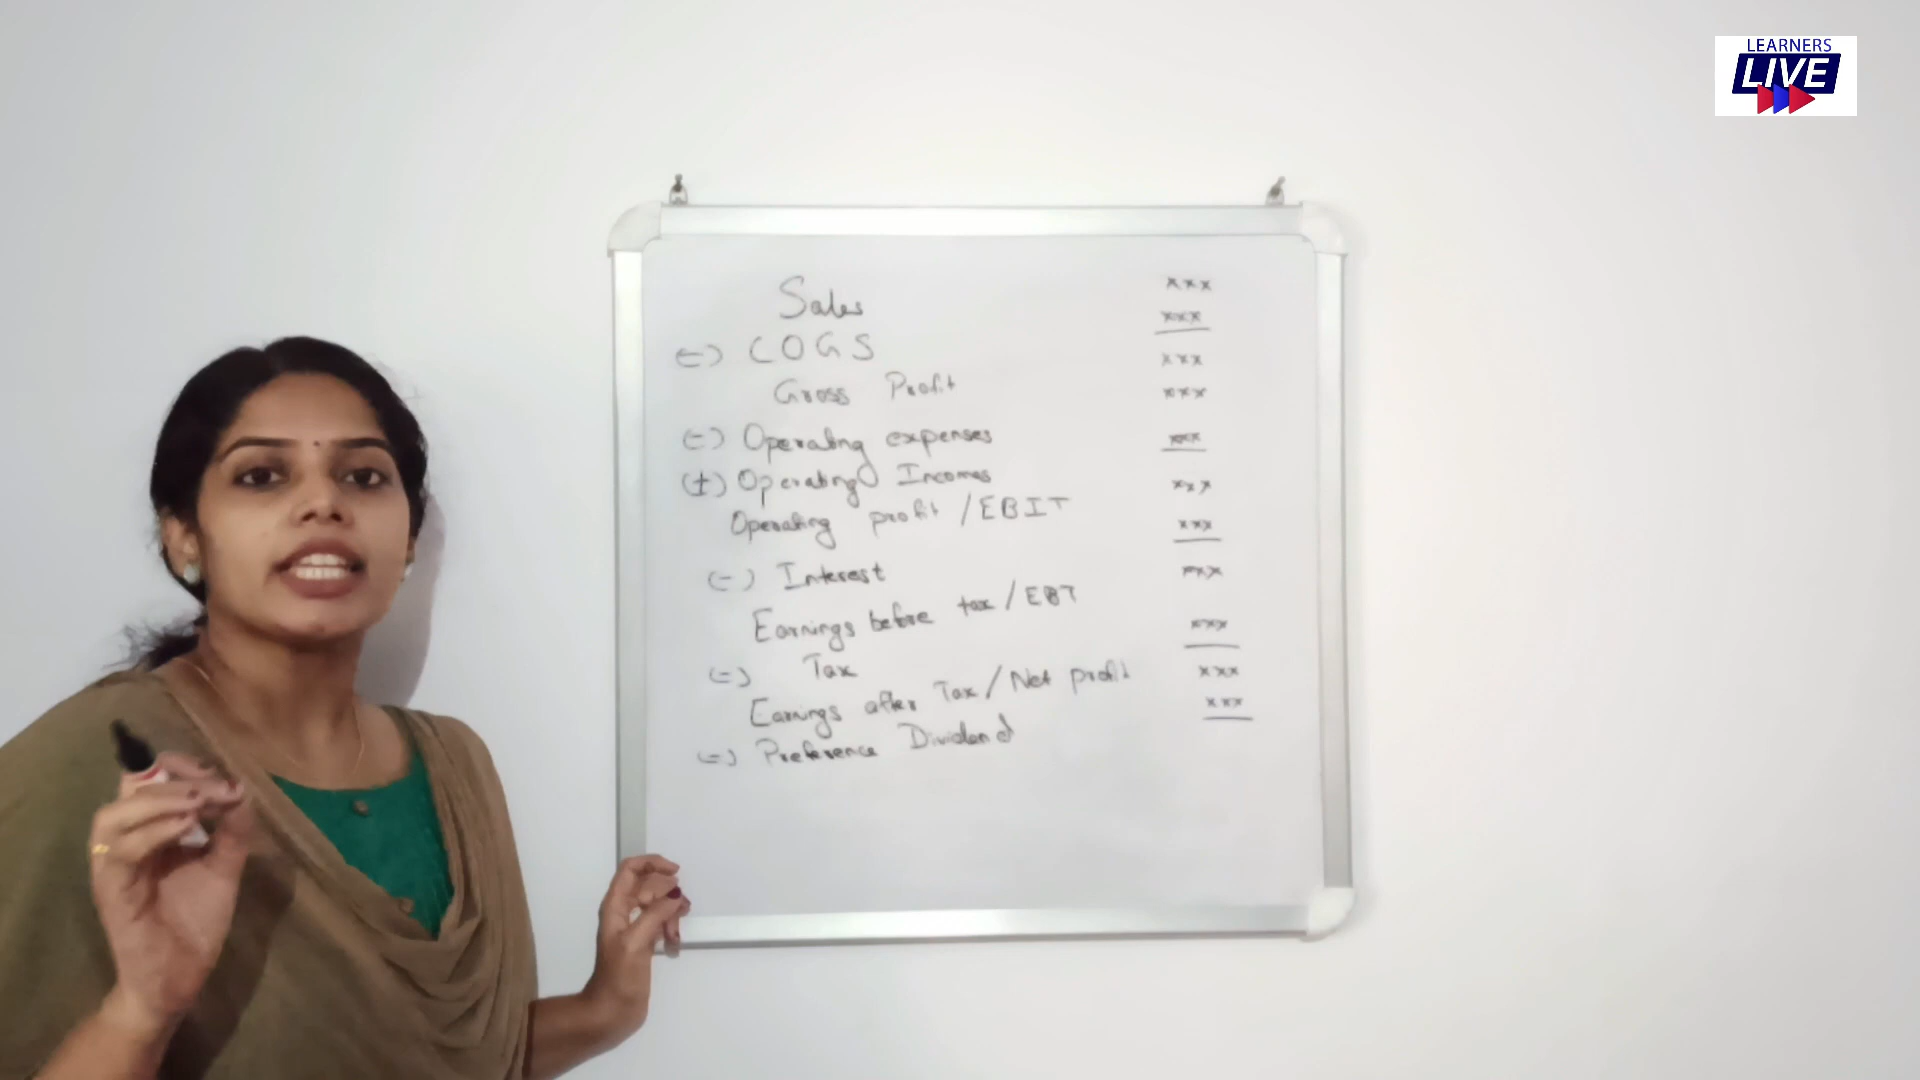 LEARNERS
LIVE
Sales xxx
(-) COGS xxx
Gross Profit xxx
(-) Operating expenses xxx
(+) Operating Incomes xxx
Operating profit / EBIT xxx
(-) Interest xxx
Earnings before tax / EBT xxx
(-) Tax xxx
Earnings after Tax / Net profit xxx
(-) Preference Dividend xxx